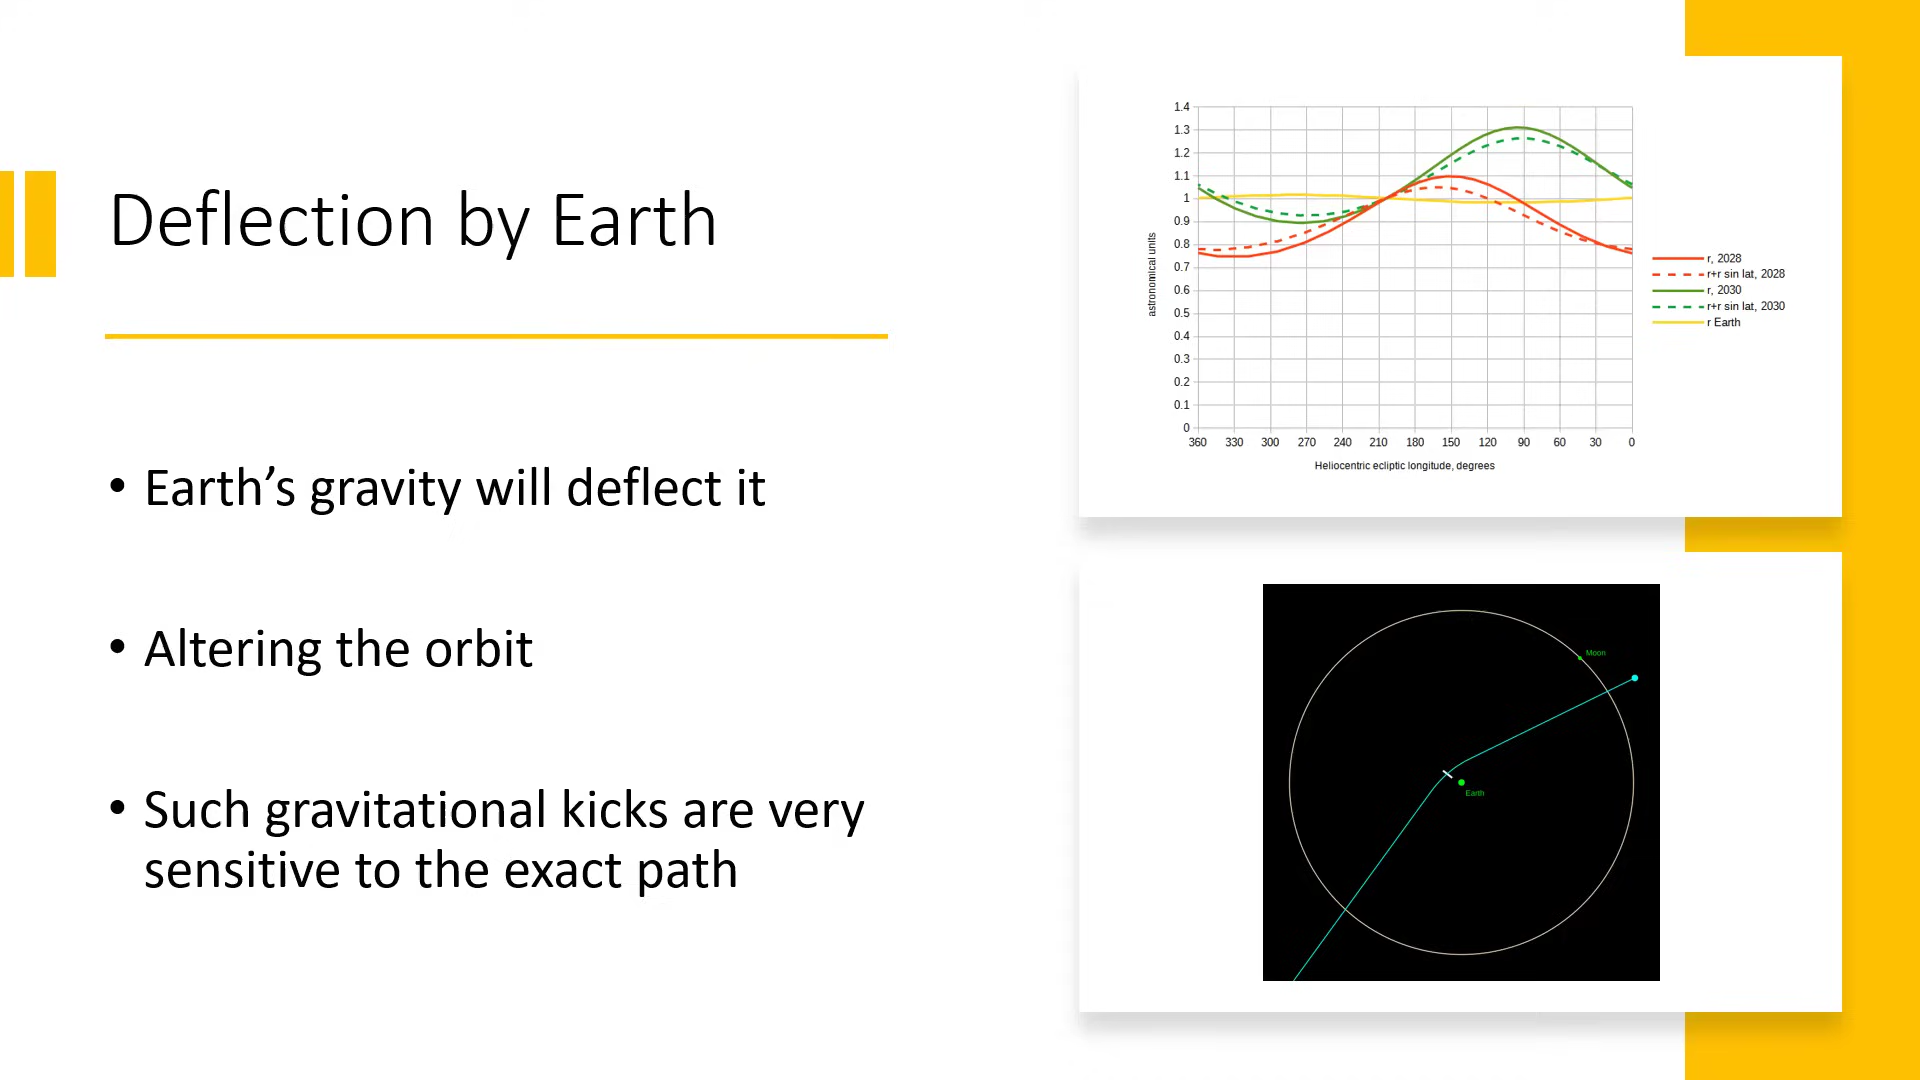 Deflection by Earth
• Earth’s gravity will deflect it
• Altering the orbit
• Such gravitational kicks are very
sensitive to the exact path
1.4
1.3
1.2
1.1
1
0.9
0.8
0.7
0.6
0.5
0.4
0.3
0.2
0.1
0
astronomical units
360 330 300 270 240 210 180 150 120 90 60 30 0
Heliocentric ecliptic longitude, degrees
r, 2028
r+r sin lat, 2028
r, 2030
r+r sin lat, 2030
r Earth
Moon
Earth